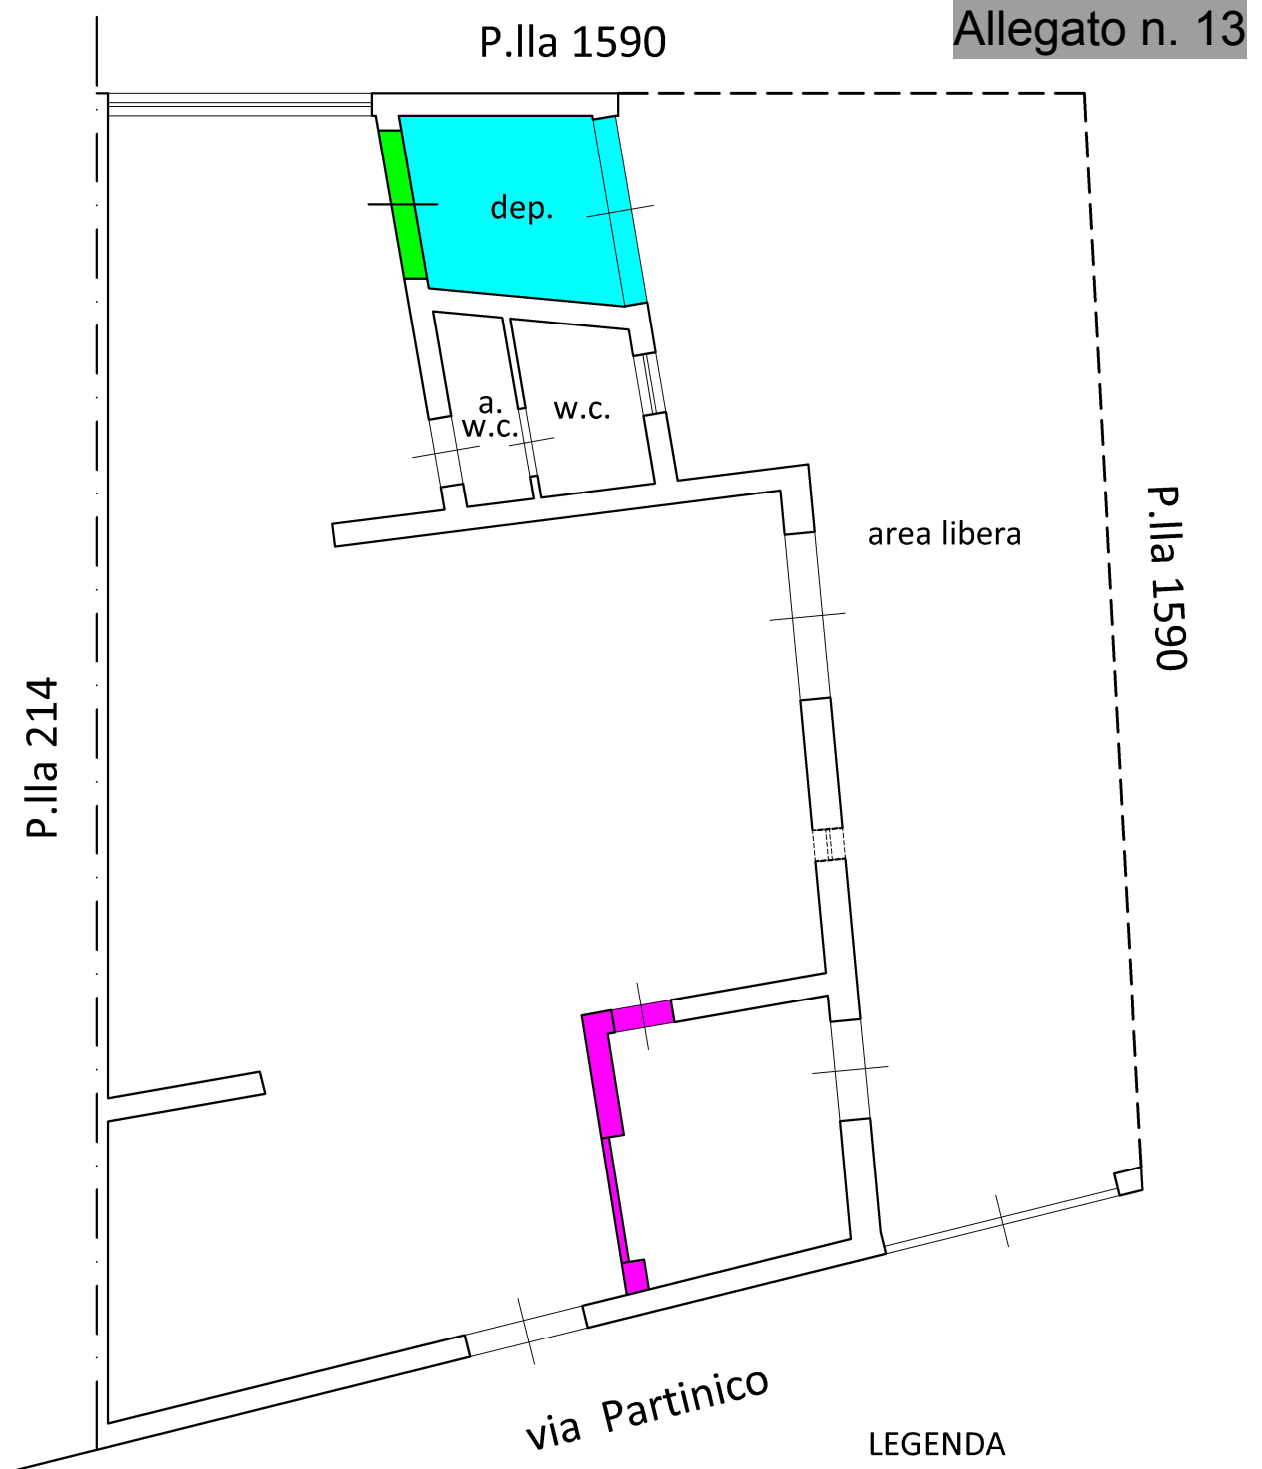 Allegato n. 13
P.lla 1590
dep.
a.
w.c.
w.c.
area libera
P.lla 1590
P.lla 214
via Partinico
LEGENDA